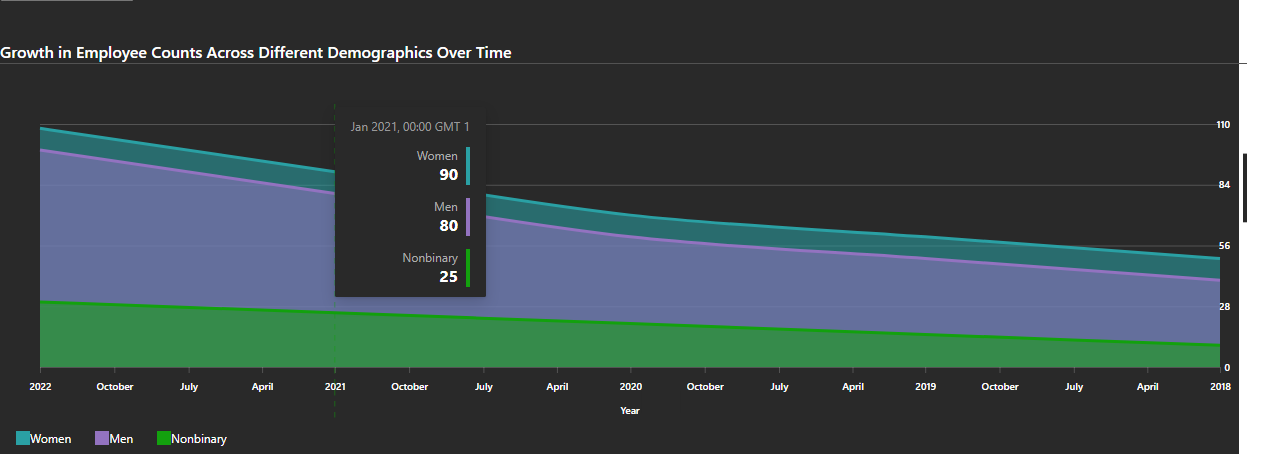 Growth in Employee Counts Across Different Demographics Over Time
Jan 2021, 00:00 GMT 1
Women
90
Men
80
Nonbinary
25
110
84
56
28
0
2022 October July April 2021 October July April 2020 October July April 2019 October July April 2018
Year
Women Men Nonbinary